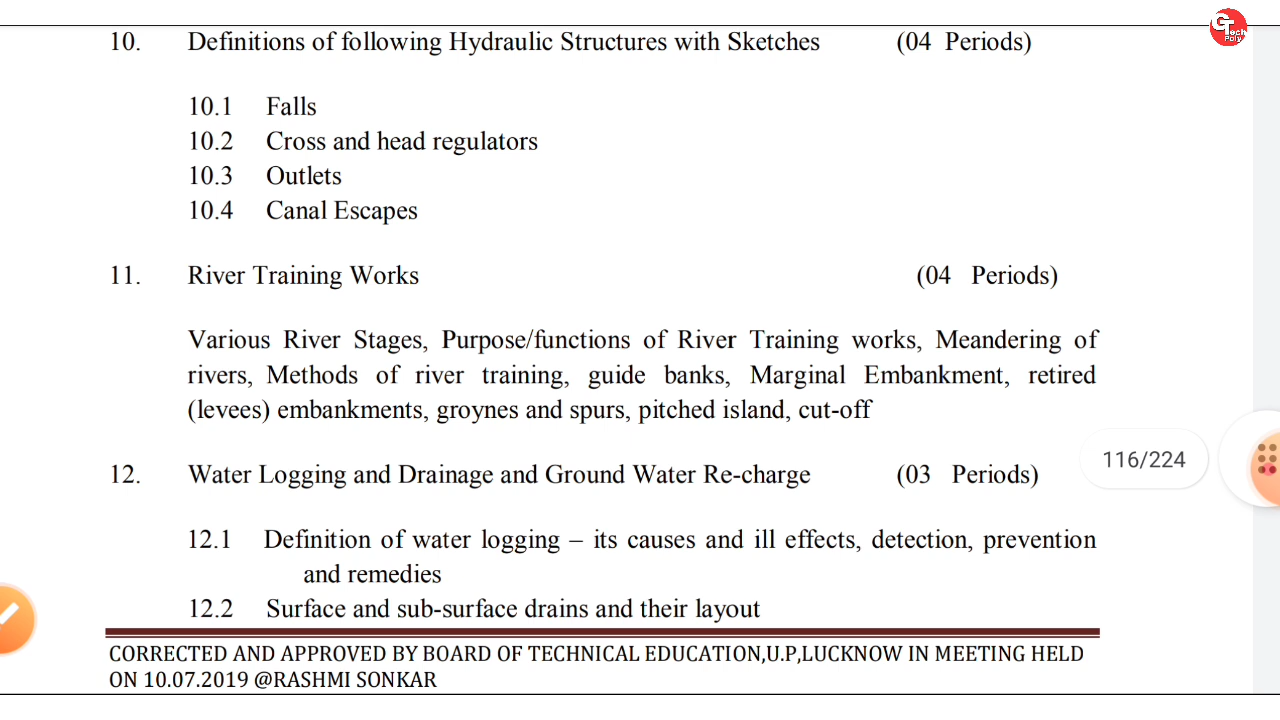 GTech
Poly
10. Definitions of following Hydraulic Structures with Sketches (04 Periods)
10.1 Falls
10.2 Cross and head regulators
10.3 Outlets
10.4 Canal Escapes
11. River Training Works (04 Periods)
Various River Stages, Purpose/functions of River Training works, Meandering of
rivers, Methods of river training, guide banks, Marginal Embankment, retired
(levees) embankments, groynes and spurs, pitched island, cut-off
116/224
12. Water Logging and Drainage and Ground Water Re-charge (03 Periods)
12.1 Definition of water logging – its causes and ill effects, detection, prevention
and remedies
12.2 Surface and sub-surface drains and their layout
CORRECTED AND APPROVED BY BOARD OF TECHNICAL EDUCATION,U.P,LUCKNOW IN MEETING HELD
ON 10.07.2019 @RASHMI SONKAR